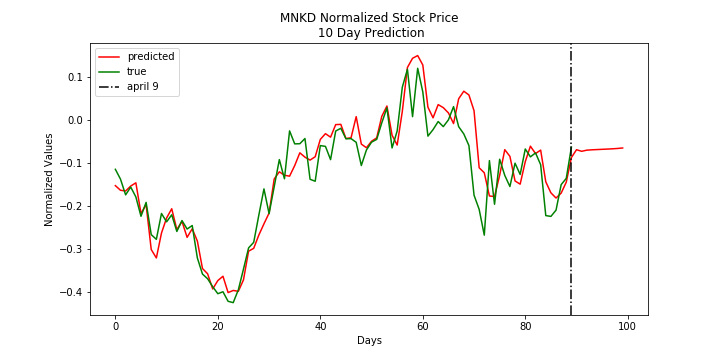 MNKD Normalized Stock Price
10 Day Prediction
predicted
true
april 9
Normalized Values
0.1
0.0
−0.1
−0.2
−0.3
−0.4
0 20 40 60 80 100
Days